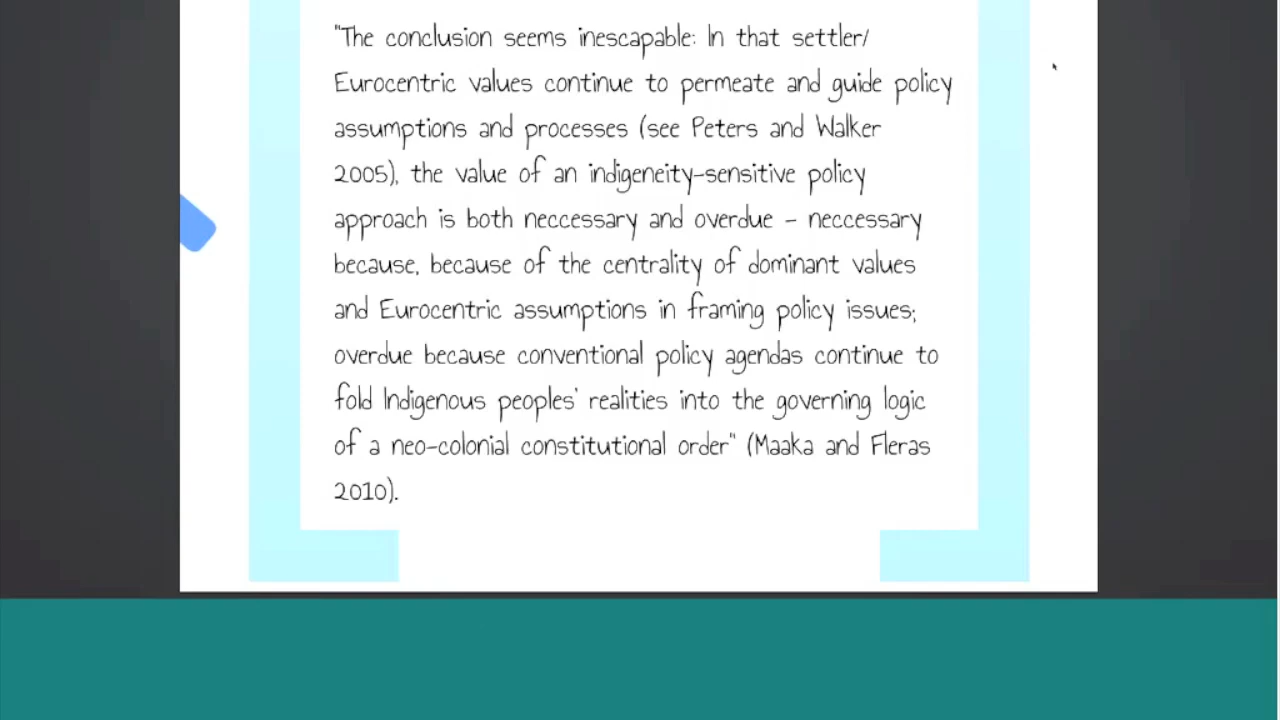 "The conclusion seems inescapable: In that settler/
Eurocentric values continue to permeate and guide policy
assumptions and processes (see Peters and Walker
2005), the value of an indigeneity-sensitive policy
approach is both neccessary and overdue - neccessary
because, because of the centrality of dominant values
and Eurocentric assumptions in framing policy issues;
overdue because conventional policy agendas continue to
fold Indigenous peoples' realities into the governing logic
of a neo-colonial constitutional order" (Maaka and Fleras
2010).